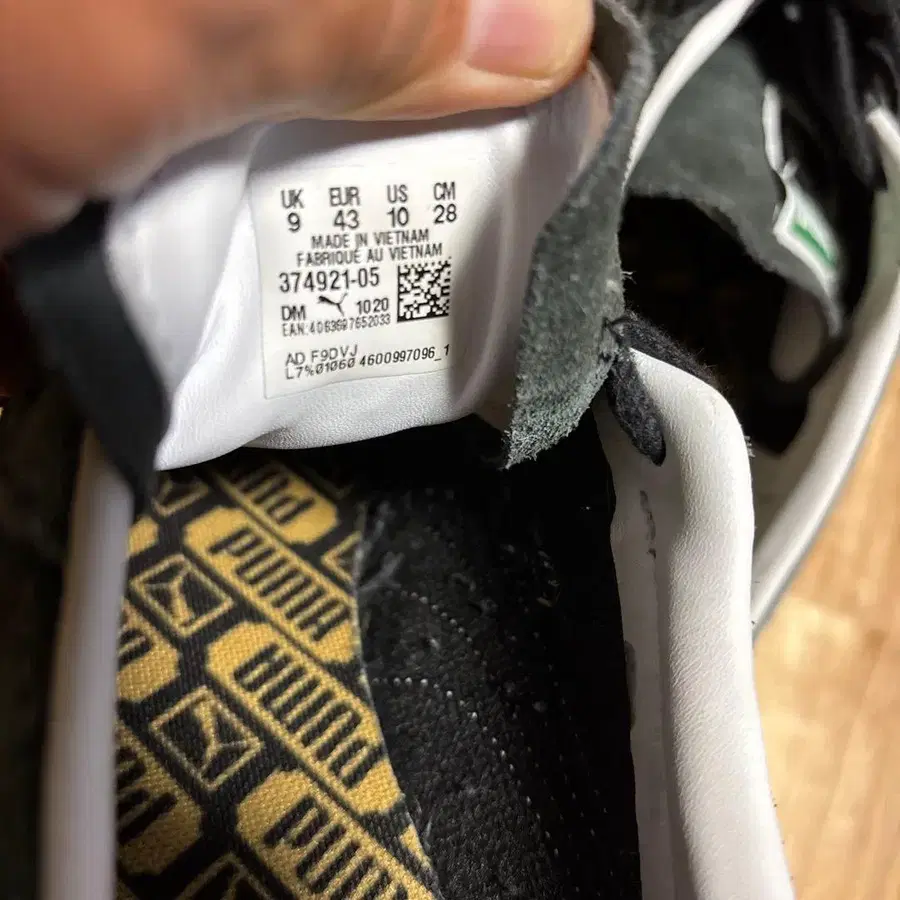 UK EUR US CM
9 43 10 28
MADE IN VIETNAM
FABRIQUÉ AU VIETNAM
374921-05
DM 1020
EAN:4063697652033
AD F9DVJ
L7%01060 4600997096_1
PUMA
PUMA
PUMA
PUMA